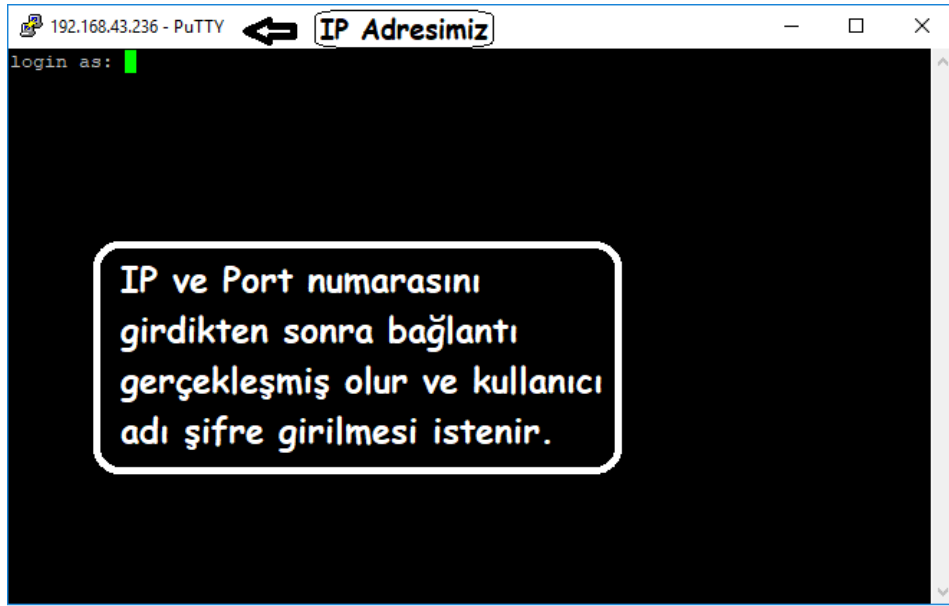 192.168.43.236 - PuTTY
IP Adresimiz
login as:
IP ve Port numarasını
girdikten sonra bağlantı
gerçekleşmiş olur ve kullanıcı
adı şifre girilmesi istenir.